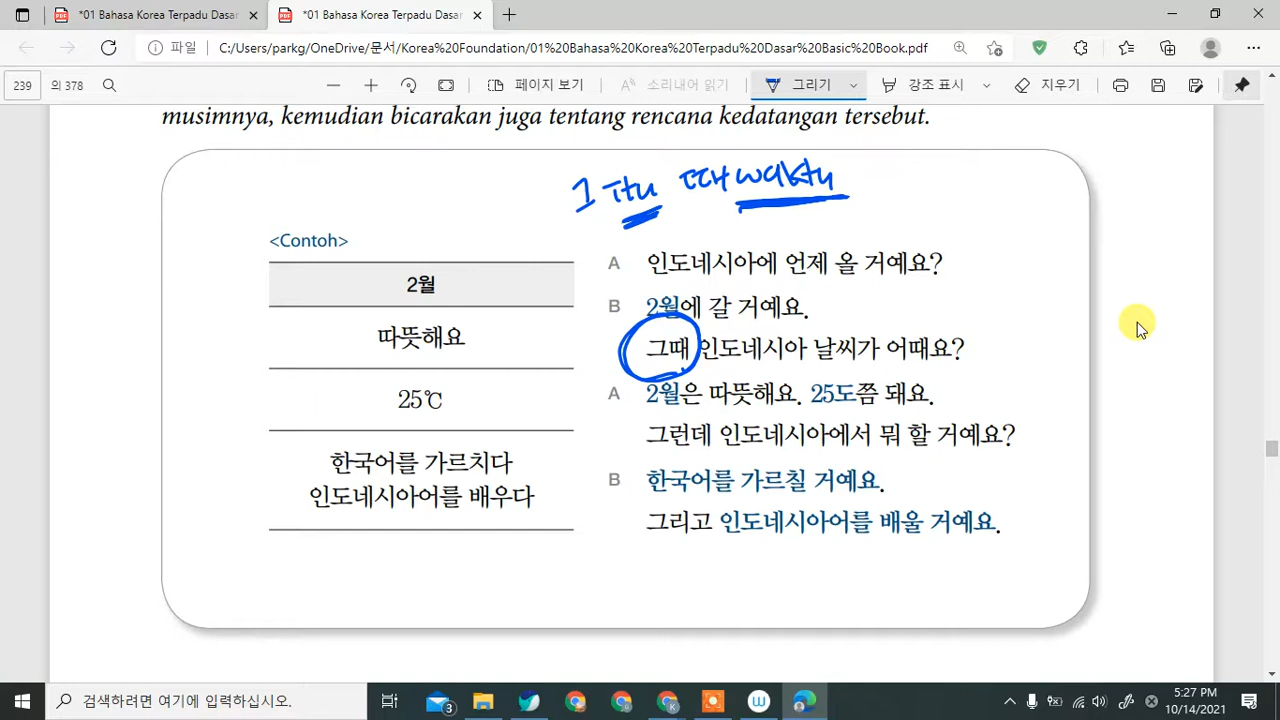 *01 Bahasa Korea Terpadu Dasar
*01 Bahasa Korea Terpadu Dasar
파일
C:/Users/parkg/OneDrive/문서/Korea%20Foundation/01%20Bahasa%20Korea%20Terpadu%20Dasar%20Basic%20Book.pdf
239 의 378
페이지 보기
소리내어 읽기
그리기
강조 표시
지우기
musimnya, kemudian bicarakan juga tentang rencana kedatangan tersebut.
Itu 때 waktu
<Contoh>
2월
따뜻해요
25℃
한국어를 가르치다
인도네시아어를 배우다
A 인도네시아에 언제 올 거예요?
B 2월에 갈 거예요.
그때 인도네시아 날씨가 어때요?
A 2월은 따뜻해요. 25도쯤 돼요.
그런데 인도네시아에서 뭐 할 거예요?
B 한국어를 가르칠 거예요.
그리고 인도네시아어를 배울 거예요.
검색하려면 여기에 입력하십시오.
3
W
K
5:27 PM
10/14/2021